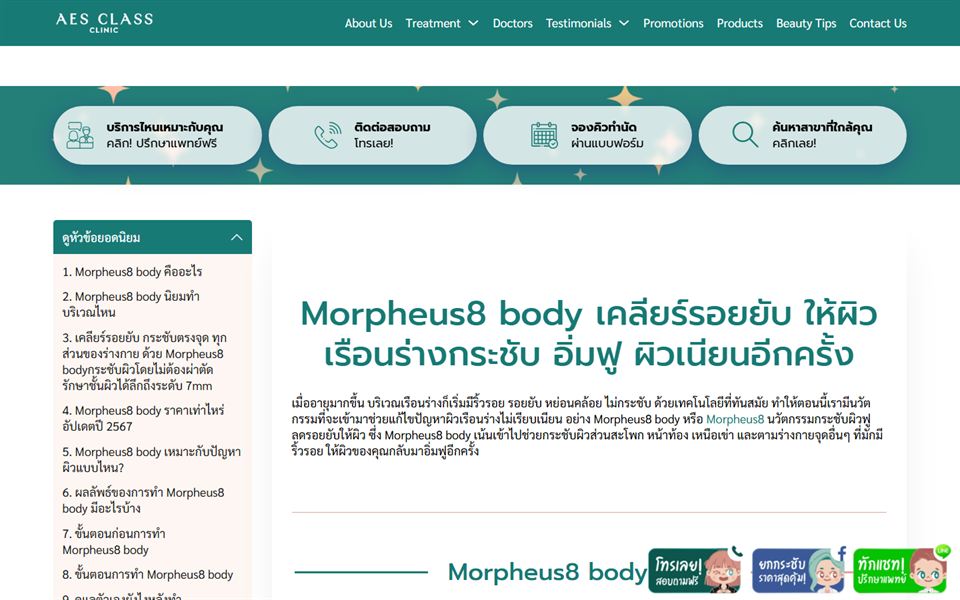 AES CLASS
CLINIC
About Us
Treatment
Doctors
Testimonials
Promotions
Products
Beauty Tips
Contact Us
บริการไหนเหมาะกับคุณ
คลิก! ปรึกษาแพทย์ฟรี
ติดต่อสอบถาม
โทรเลย!
จองคิวทำนัด
ผ่านแบบฟอร์ม
ค้นหาสาขาที่ใกล้คุณ
คลิกเลย!
ดูหัวข้อยอดนิยม
1. Morpheus8 body คืออะไร
2. Morpheus8 body นิยมทำ
บริเวณไหน
3. เคลียร์รอยยับ กระชับตรงจุด ทุก
ส่วนของร่างกาย ด้วย Morpheus8
bodyกระชับผิวโดยไม่ต้องผ่าตัด
รักษาชั้นผิวได้ลึกถึงระดับ 7mm
4. Morpheus8 body ราคาเท่าไหร่
อัปเดตปี 2567
5. Morpheus8 body เหมาะกับปัญหา
ผิวแบบไหน?
6. ผลลัพธ์ของการทำ Morpheus8
body มีอะไรบ้าง
7. ขั้นตอนก่อนการทำ
Morpheus8 body
8. ขั้นตอนการทำ Morpheus8 body
9. ดูแลตัวเองยังไงหลังทำ
Morpheus8 body เคลียร์รอยยับ ให้ผิว
เรือนร่างกระชับ อิ่มฟู ผิวเนียนอีกครั้ง
เมื่ออายุมากขึ้น บริเวณเรือนร่างก็เริ่มมีริ้วรอย รอยยับ หย่อนคล้อย ไม่กระชับ ด้วยเทคโนโลยีที่ทันสมัย ทำให้ตอนนี้เรามีนวัต
กรรมที่จะเข้ามาช่วยแก้ไขปัญหาผิวเรือนร่างไม่เรียบเนียน อย่าง Morpheus8 body หรือ Morpheus8 นวัตกรรมกระชับผิวฟู
ลดรอยยับให้ผิว ซึ่ง Morpheus8 body เน้นเข้าไปช่วยกระชับผิวส่วนสะโพก หน้าท้อง เหนือเข่า และตามร่างกายจุดอื่นๆ ที่มักมี
ริ้วรอย ให้ผิวของคุณกลับมาอิ่มฟูอีกครั้ง
Morpheus8 body
โทรเลย!
สอบถามฟรี
ยกกระชับ
ราคาสุดคุ้ม!
ทักแชท!
ปรึกษาแพทย์
LINE